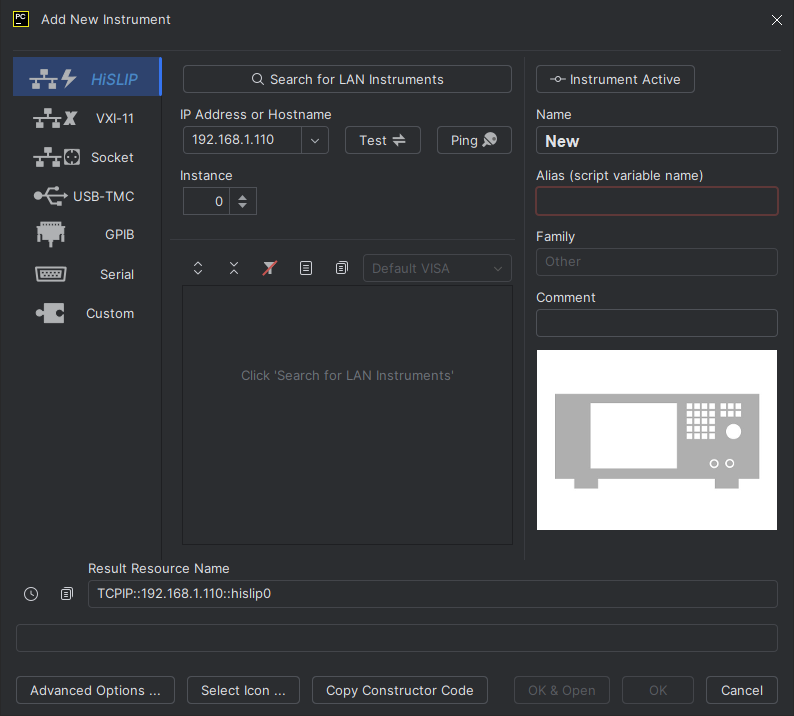 PC
Add New Instrument
HiSLIP
VXI-11
Socket
USB-TMC
GPIB
Serial
Custom
Search for LAN Instruments
IP Address or Hostname
192.168.1.110
Test
Ping
Instance
0
Default VISA
Click 'Search for LAN Instruments'
Instrument Active
Name
New
Alias (script variable name)
Family
Other
Comment
Result Resource Name
TCPIP::192.168.1.110::hislip0
Advanced Options ...
Select Icon ...
Copy Constructor Code
OK & Open
OK
Cancel